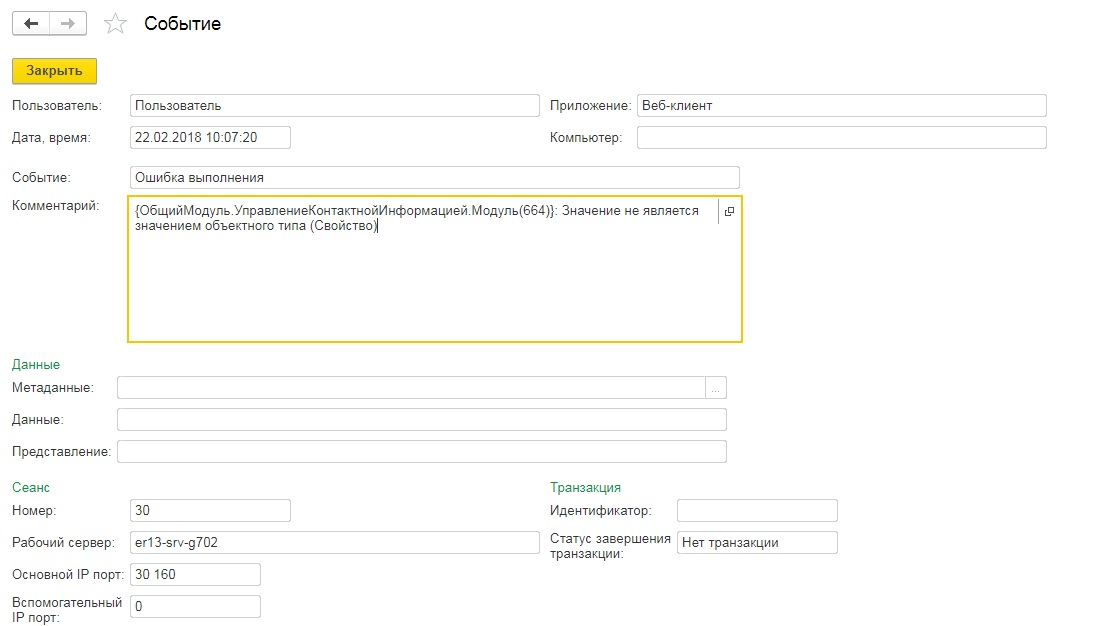 Событие
Закрыть
Пользователь: Пользователь Приложение: Веб-клиент
Дата, время: 22.02.2018 10:07:20 Компьютер:
Событие: Ошибка выполнения
Комментарий: {ОбщийМодуль.УправлениеКонтактнойИнформацией.Модуль(664)}: Значение не является
значением объектного типа (Свойство)
Данные
Метаданные: ...
Данные:
Представление:
Сеанс Транзакция
Номер: 30 Идентификатор:
Рабочий сервер: er13-srv-g702 Статус завершения
транзакции: Нет транзакции
Основной IP порт: 30 160
Вспомогательный
IP порт: 0